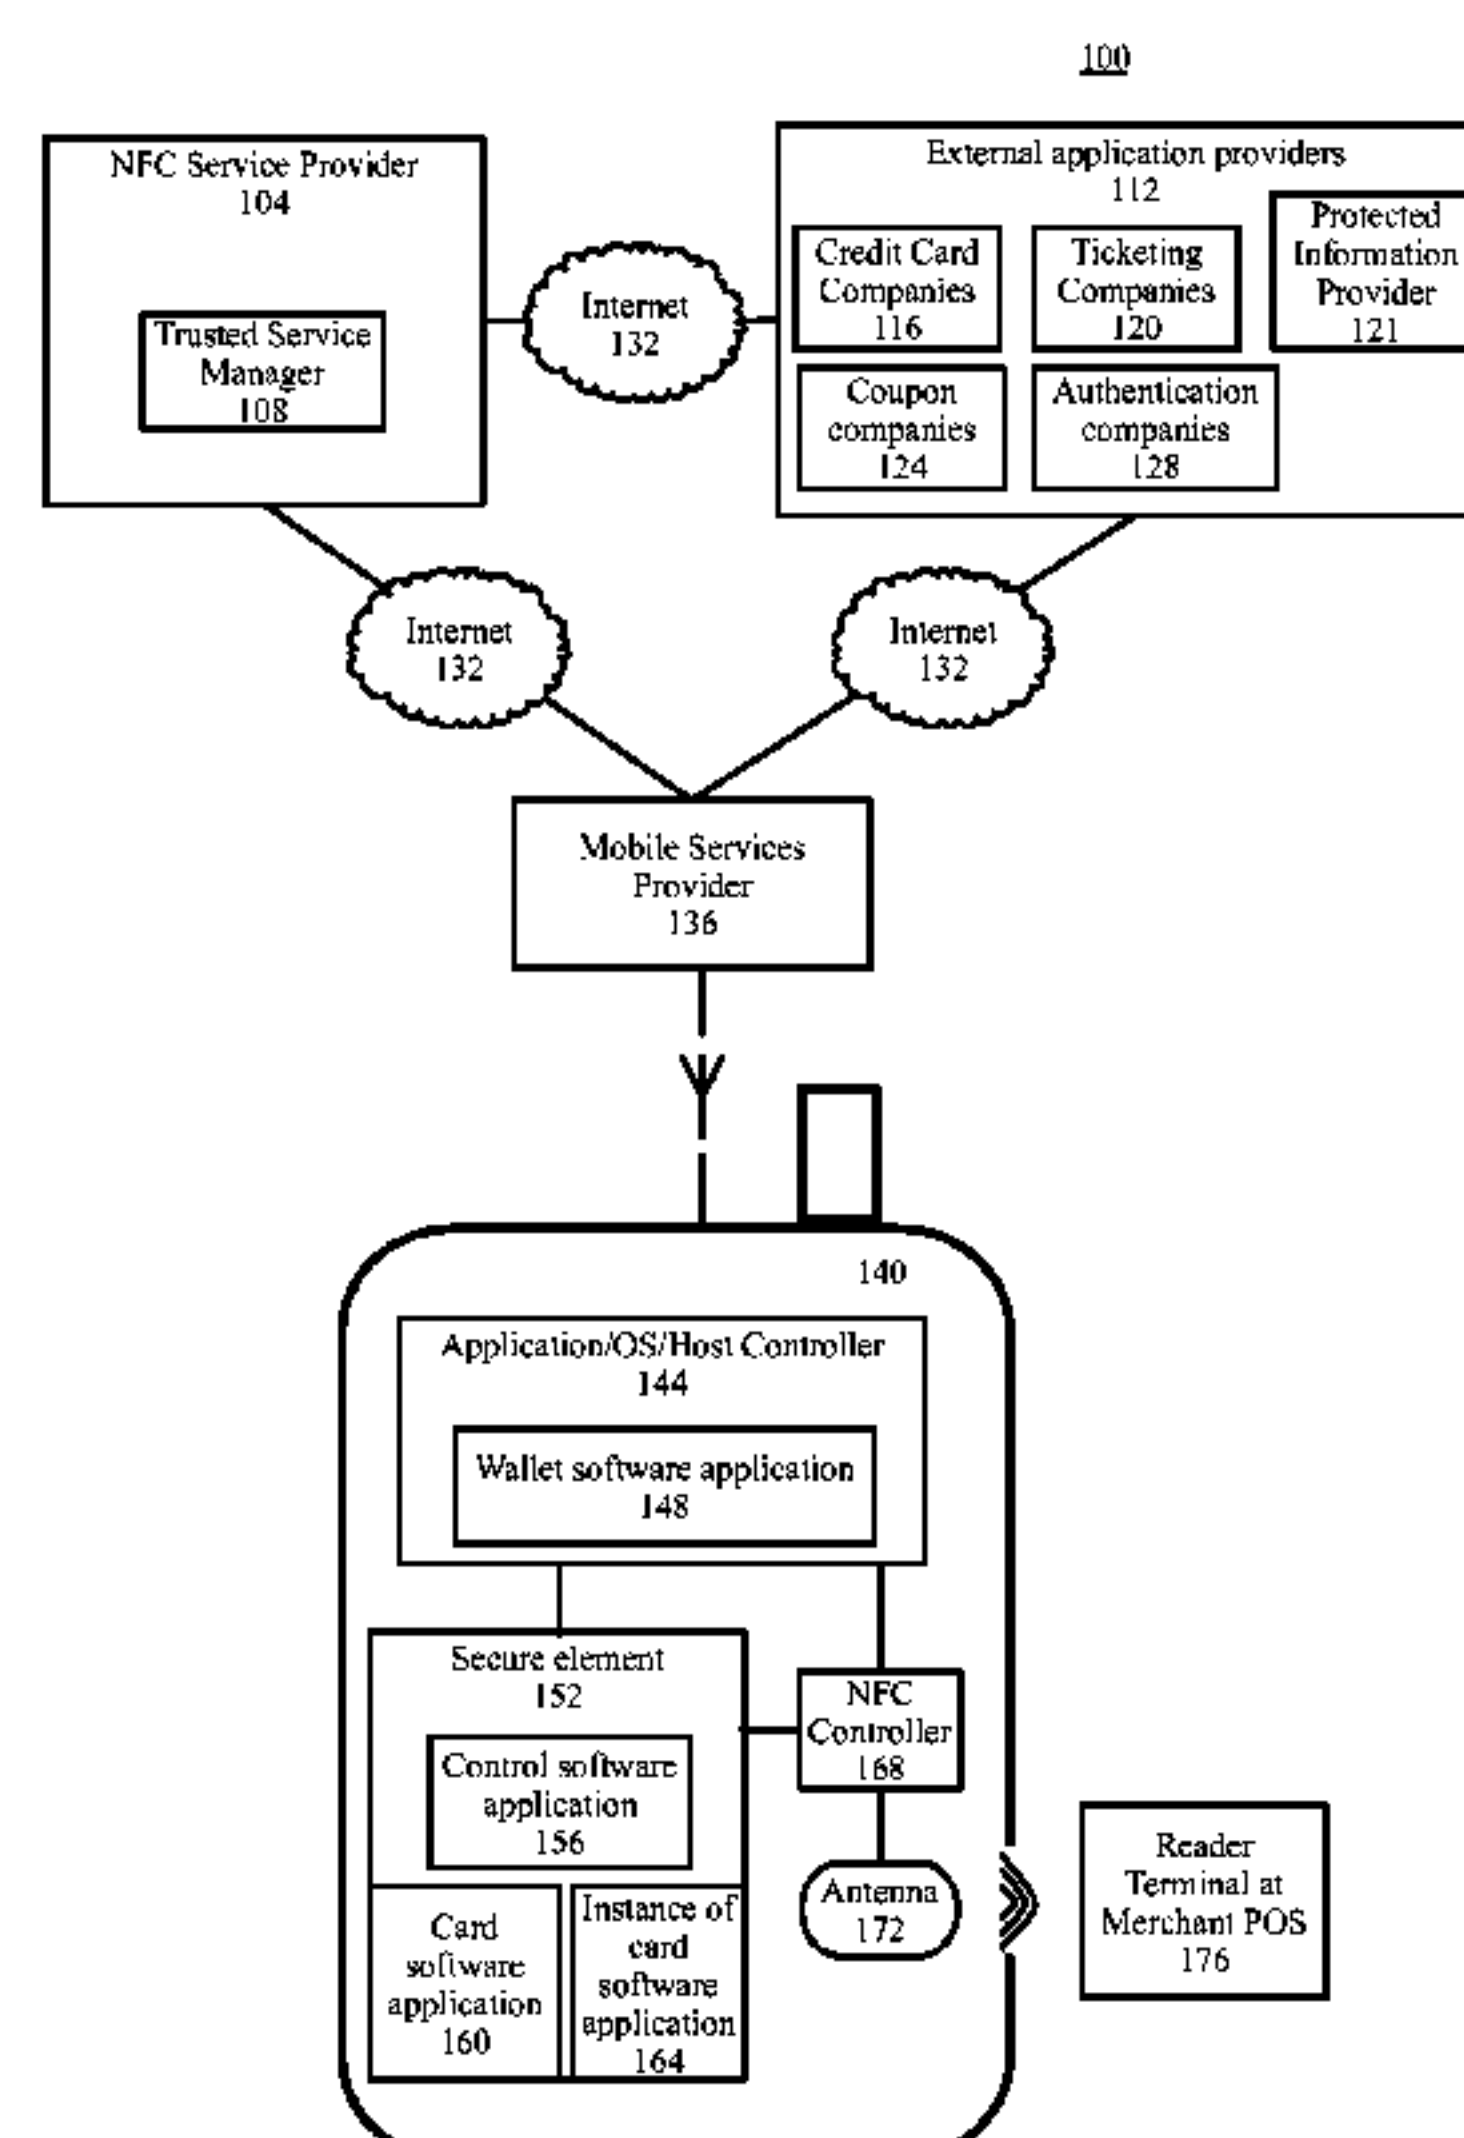 100
NFC Service Provider
104
Trusted Service
Manager
108
Internet
132
External application providers
112
Credit Card
Companies
116
Ticketing
Companies
120
Protected
Information
Provider
121
Coupon
companies
124
Authentication
companies
128
Internet
132
Internet
132
Mobile Services
Provider
136
140
Application/OS/Host Controller
144
Wallet software application
148
Secure element
152
Control software
application
156
Card
software
application
160
Instance of
card
software
application
164
NFC
Controller
168
Antenna
172
Reader
Terminal at
Merchant POS
176